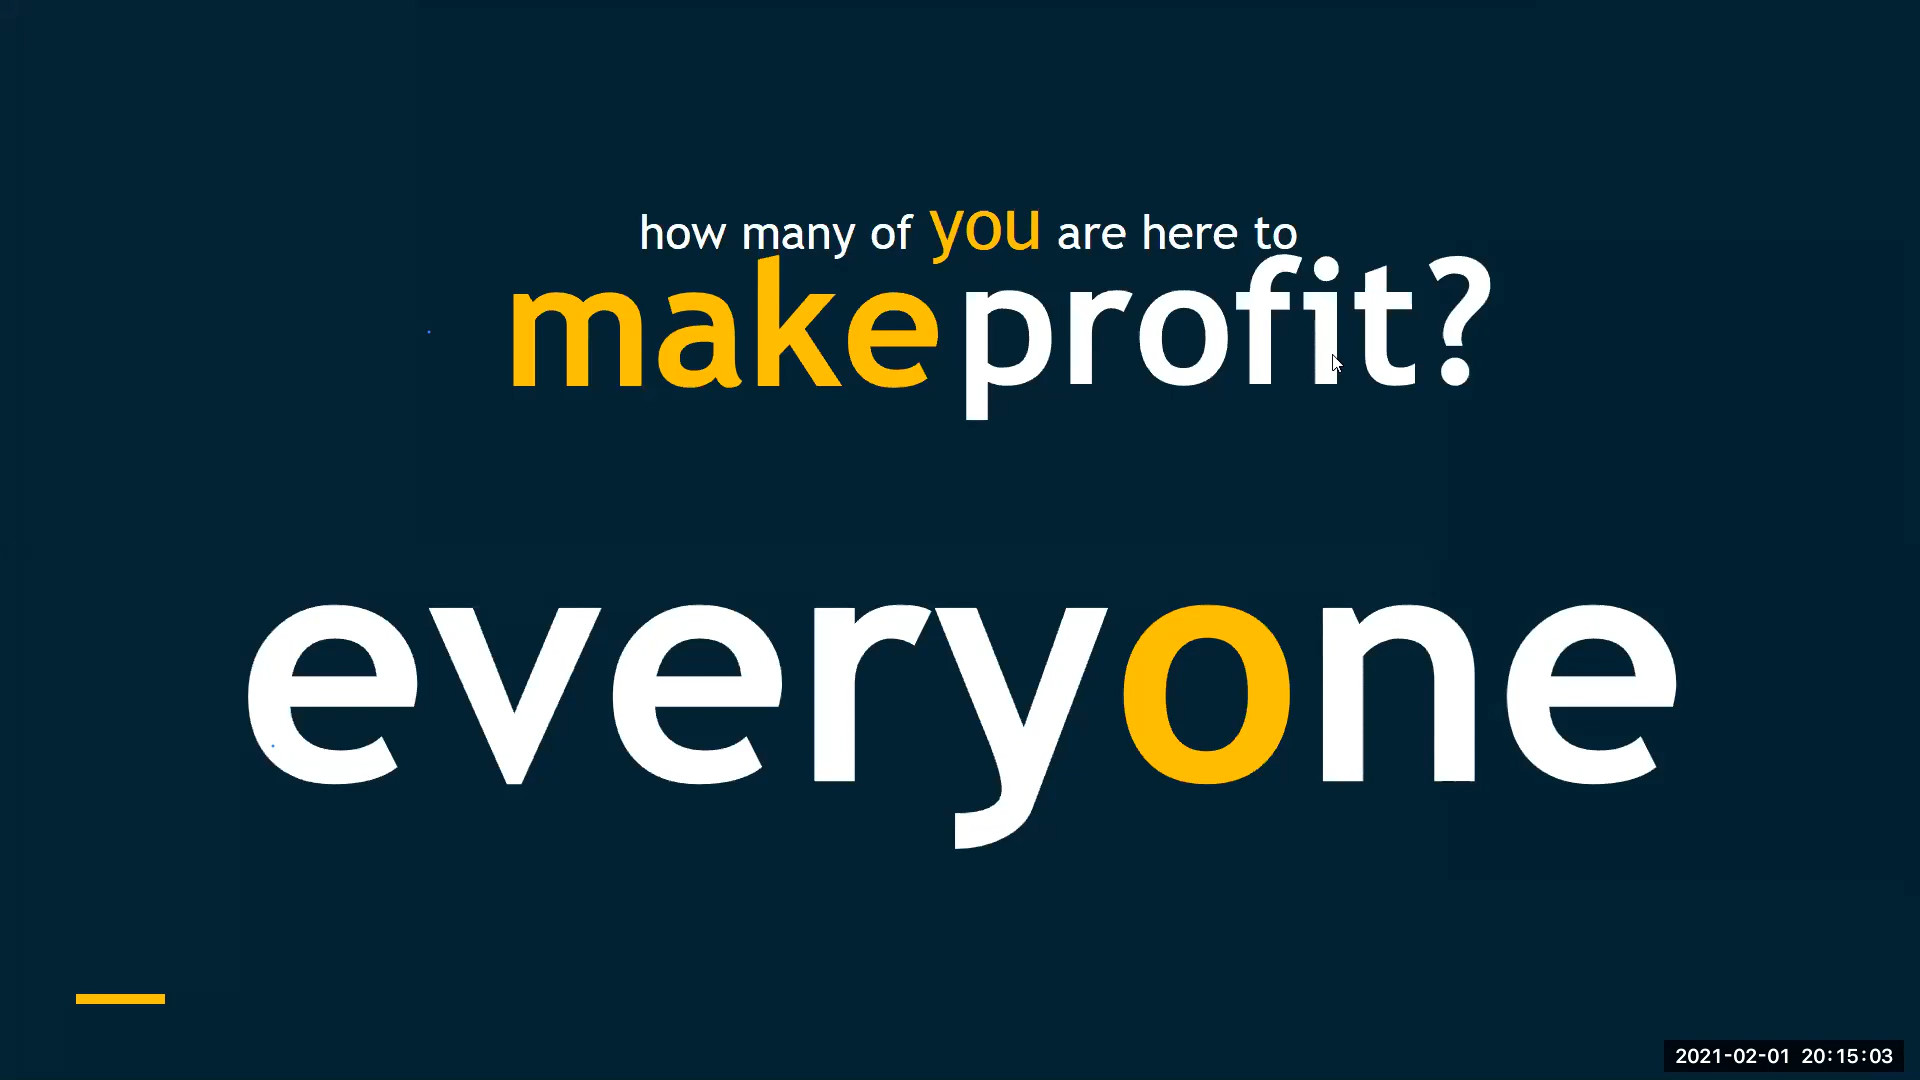 how many of you are here to
make profit?
everyone
2021-02-01 20:15:03